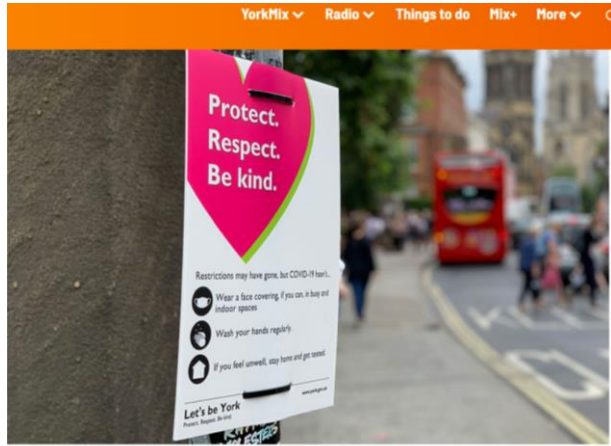 YorkMix Radio Things to do Mix+ More
Protect.
Respect.
Be kind.
Restrictions may have gone, but COVID-19 hasn't...
Wear a face covering, if you can, in busy and
indoor spaces
Wash your hands regularly.
If you feel unwell, stay home and get tested.
www.york.gov.uk
Let's be York
Protect. Respect. Be kind.